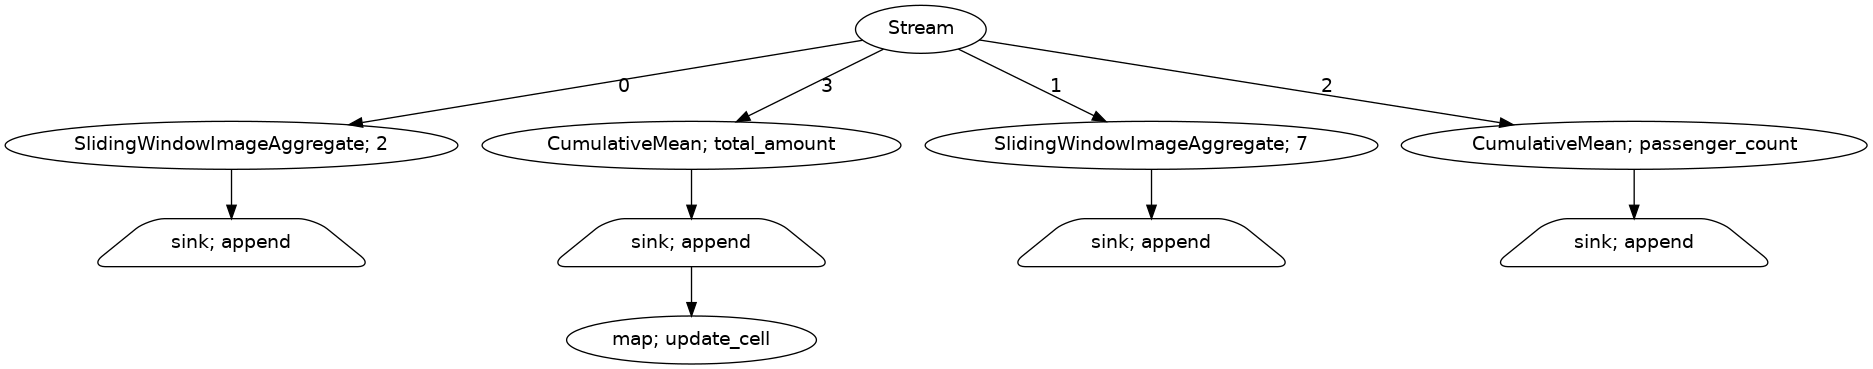 Stream
0
3
1
2
SlidingWindowImageAggregate; 2
CumulativeMean; total_amount
SlidingWindowImageAggregate; 7
CumulativeMean; passenger_count
sink; append
sink; append
sink; append
sink; append
map; update_cell